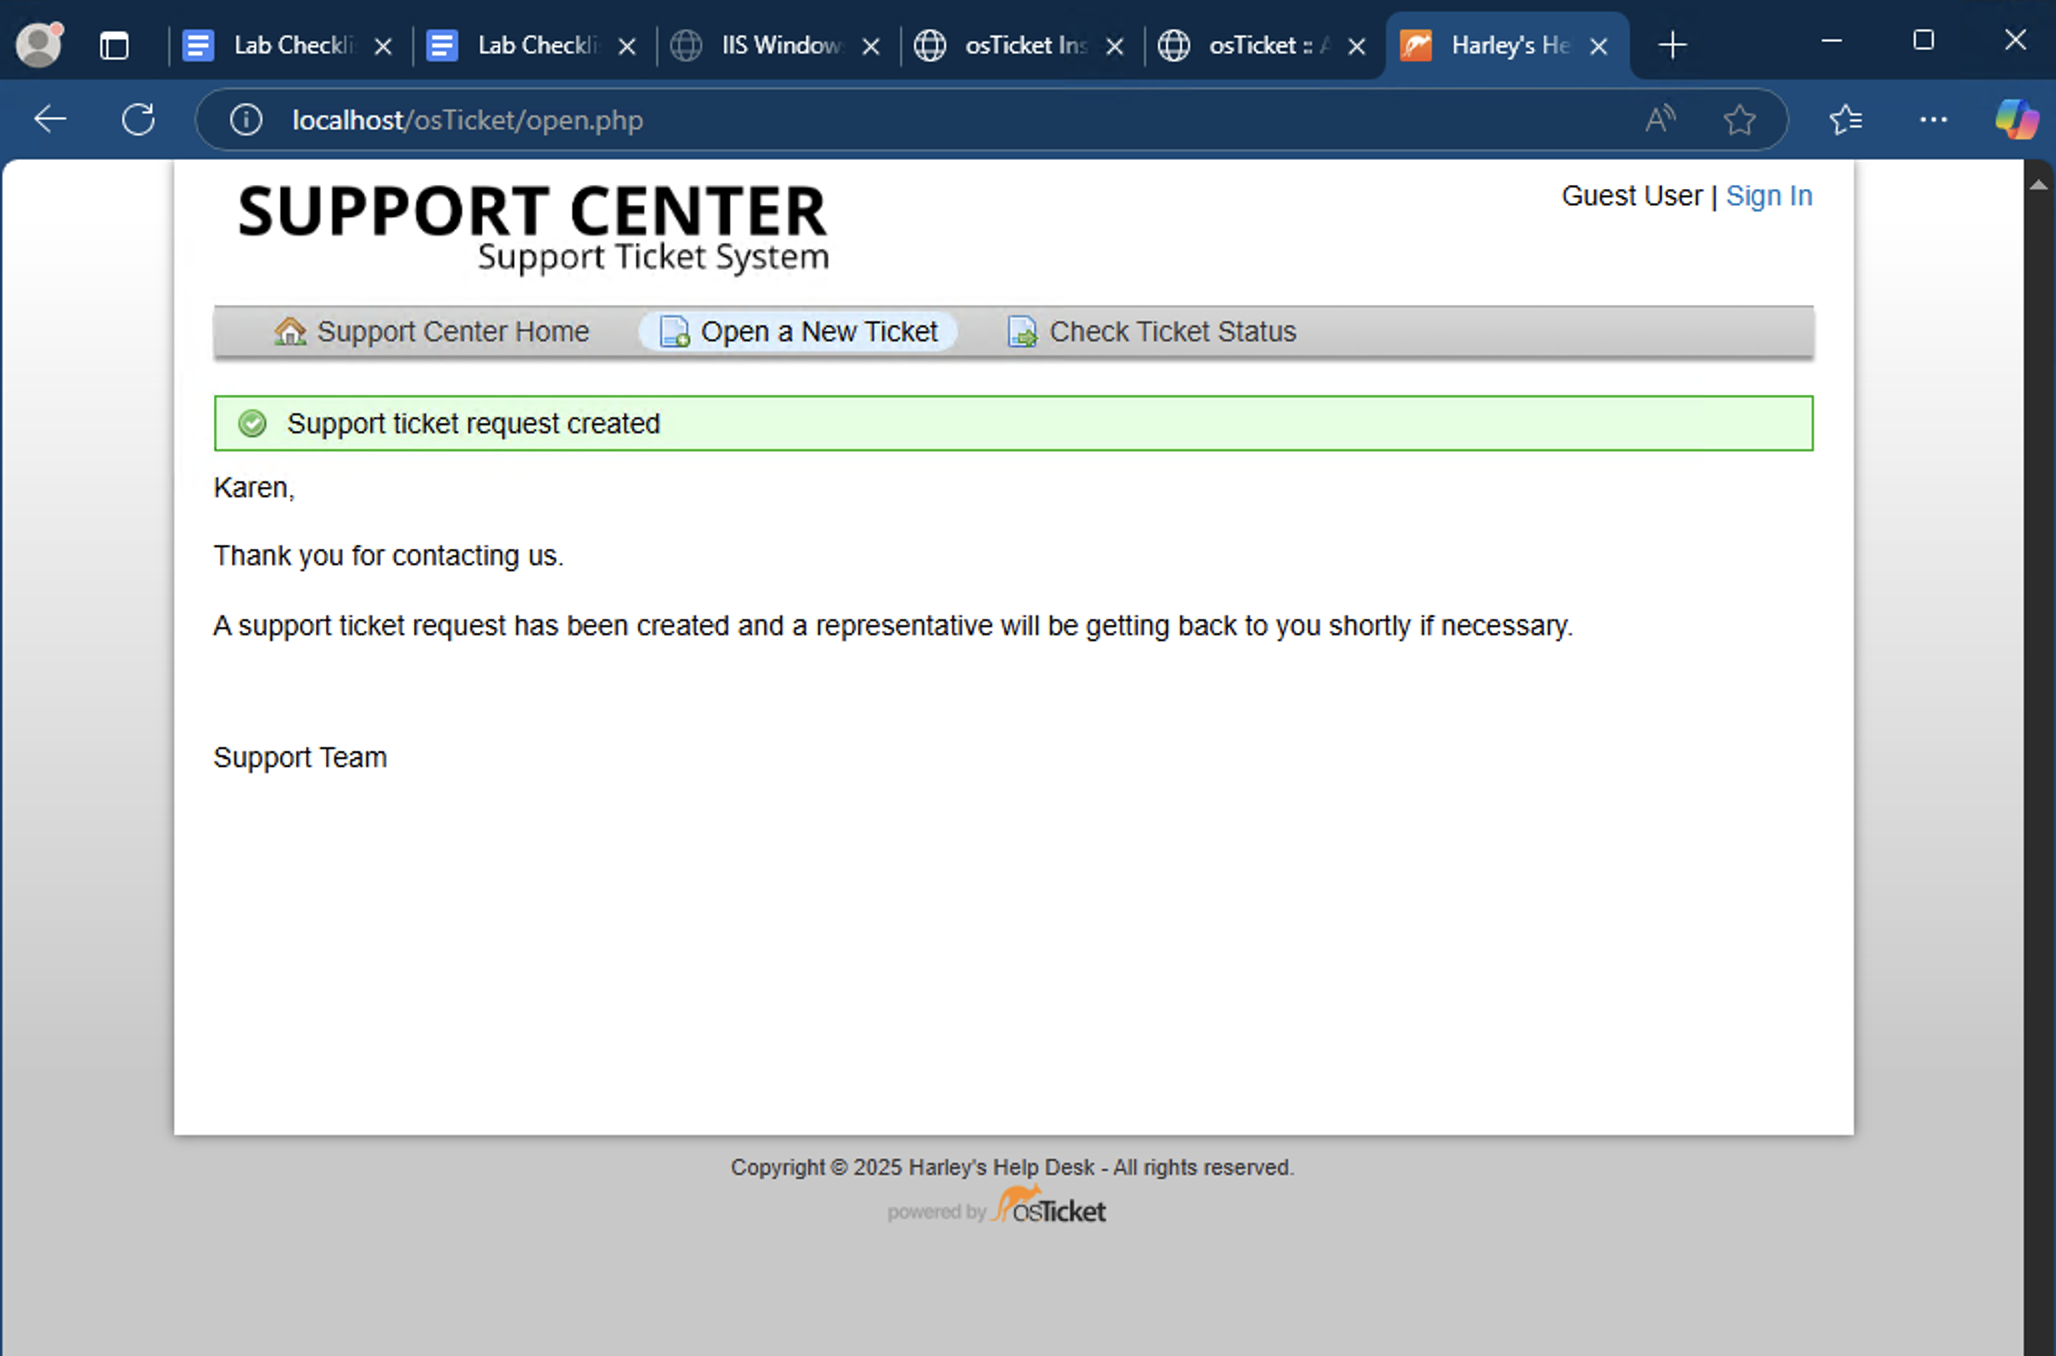 Lab Checkli
Lab Checkli
IIS Window
osTicket Ins
osTicket :: A
Harley's He
localhost/osTicket/open.php
SUPPORT CENTER
Support Ticket System
Guest User | Sign In
Support Center Home
Open a New Ticket
Check Ticket Status
Support ticket request created
Karen,
Thank you for contacting us.
A support ticket request has been created and a representative will be getting back to you shortly if necessary.
Support Team
Copyright © 2025 Harley's Help Desk - All rights reserved.
powered by osTicket